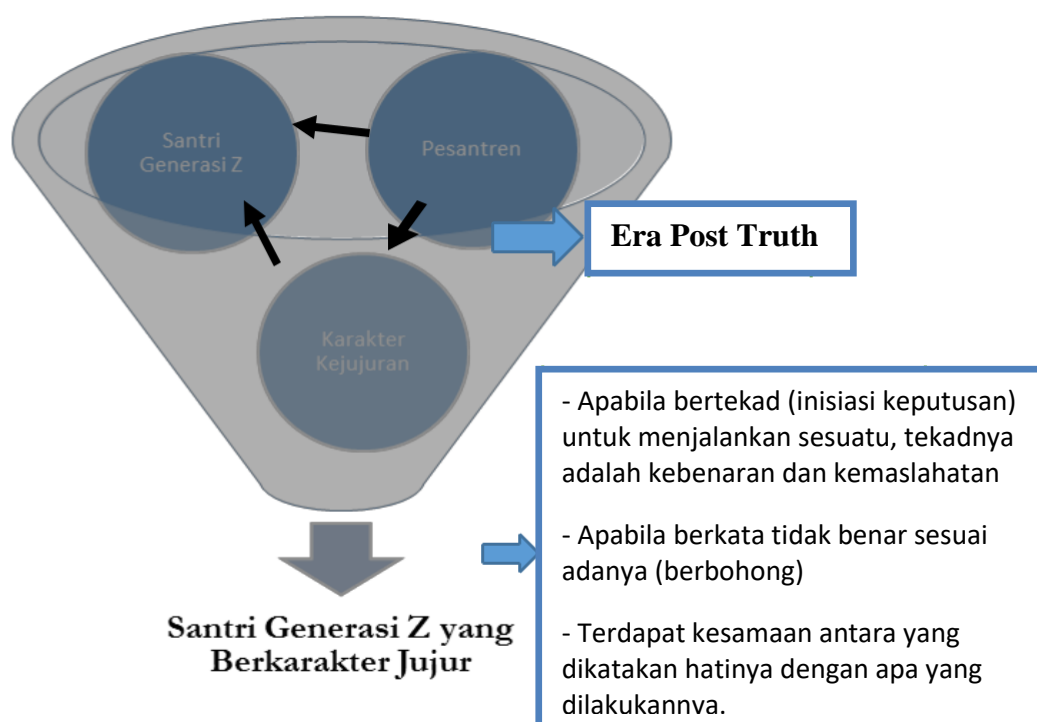 Santri
Generasi Z
Pesantren
Era Post Truth
Karakter
Kejujuran
- Apabila bertekad (inisiasi keputusan)
untuk menjalankan sesuatu, tekadnya
adalah kebenaran dan kemaslahatan
- Apabila berkata tidak benar sesuai
adanya (berbohong)
- Terdapat kesamaan antara yang
dikatakan hatinya dengan apa yang
dilakukannya.
Santri Generasi Z yang
Berkarakter Jujur